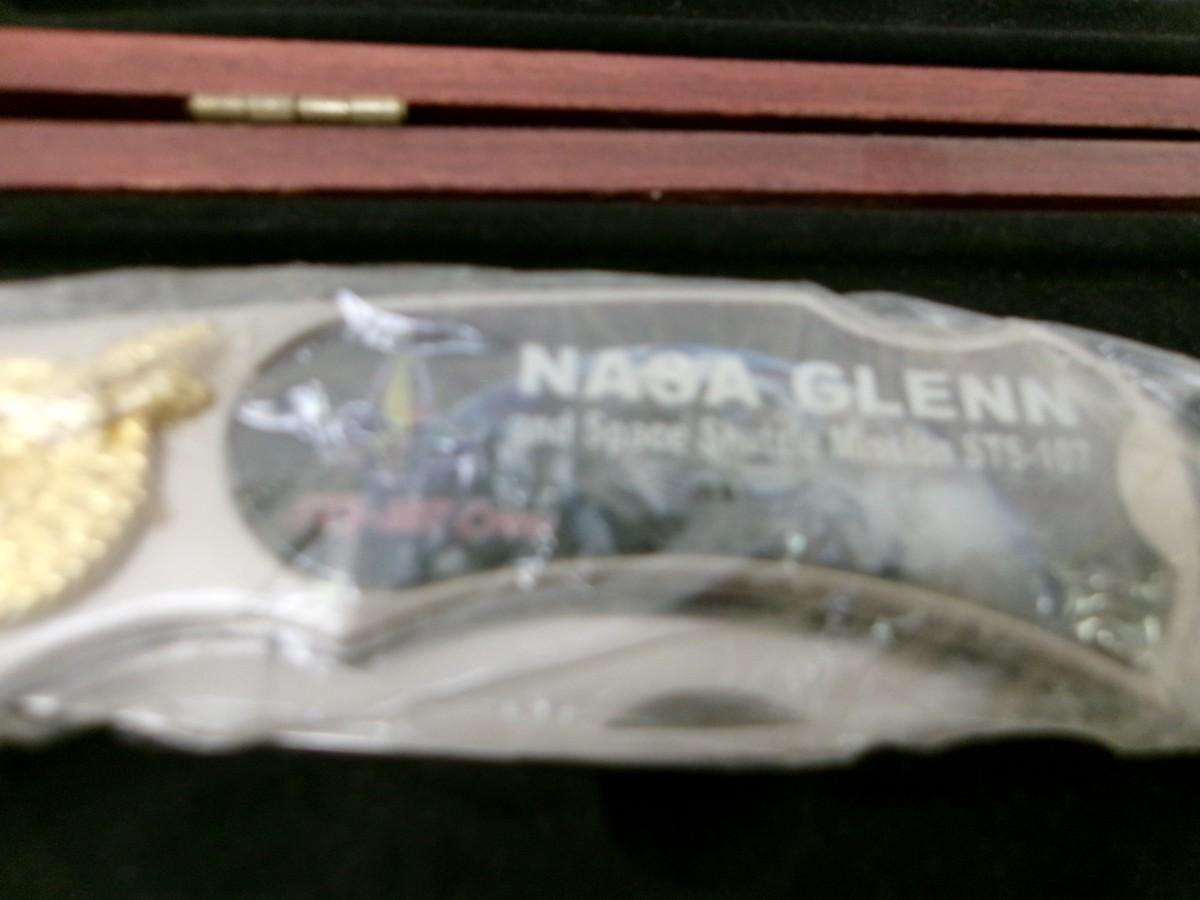 NASA GLENN
and Space Shuttle Mission STS-107